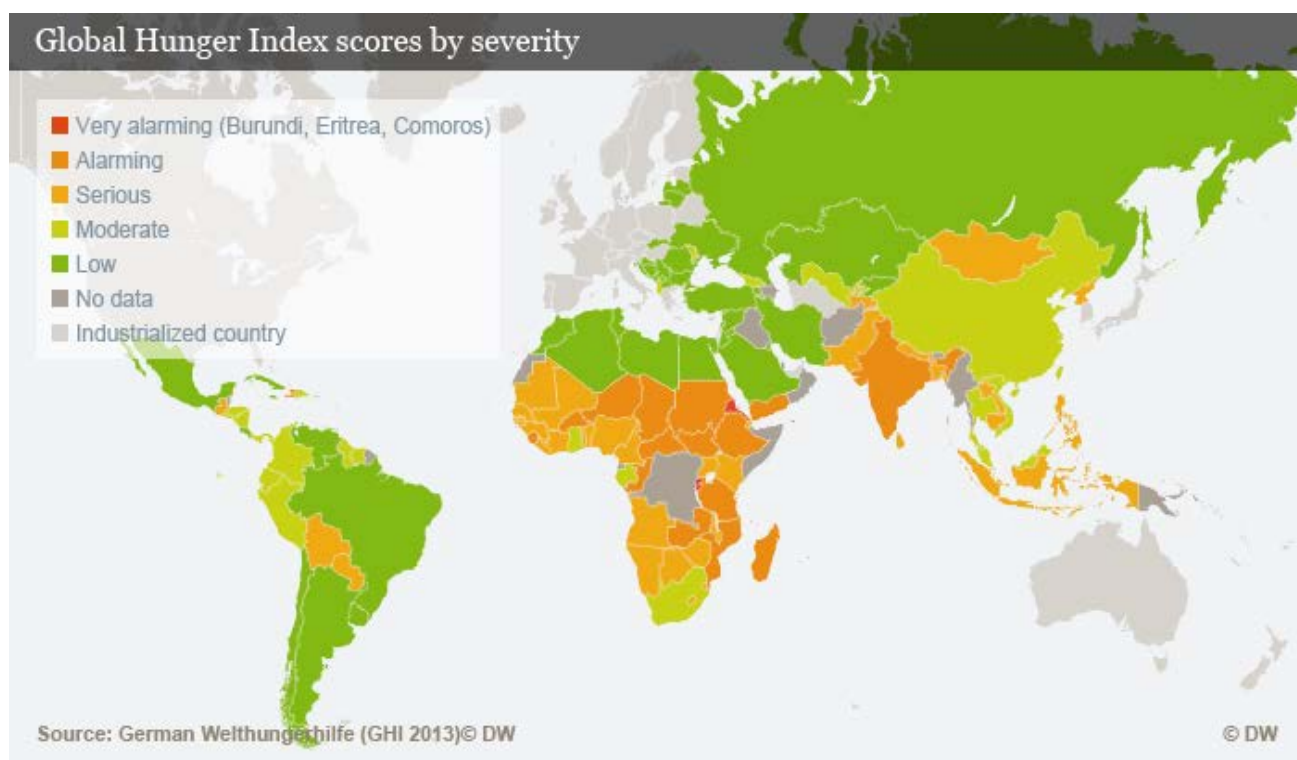 Global Hunger Index scores by severity
Very alarming (Burundi, Eritrea, Comoros)
Alarming
Serious
Moderate
Low
No data
Industrialized country
Source: German Welthungerhilfe (GHI 2013)© DW
© DW